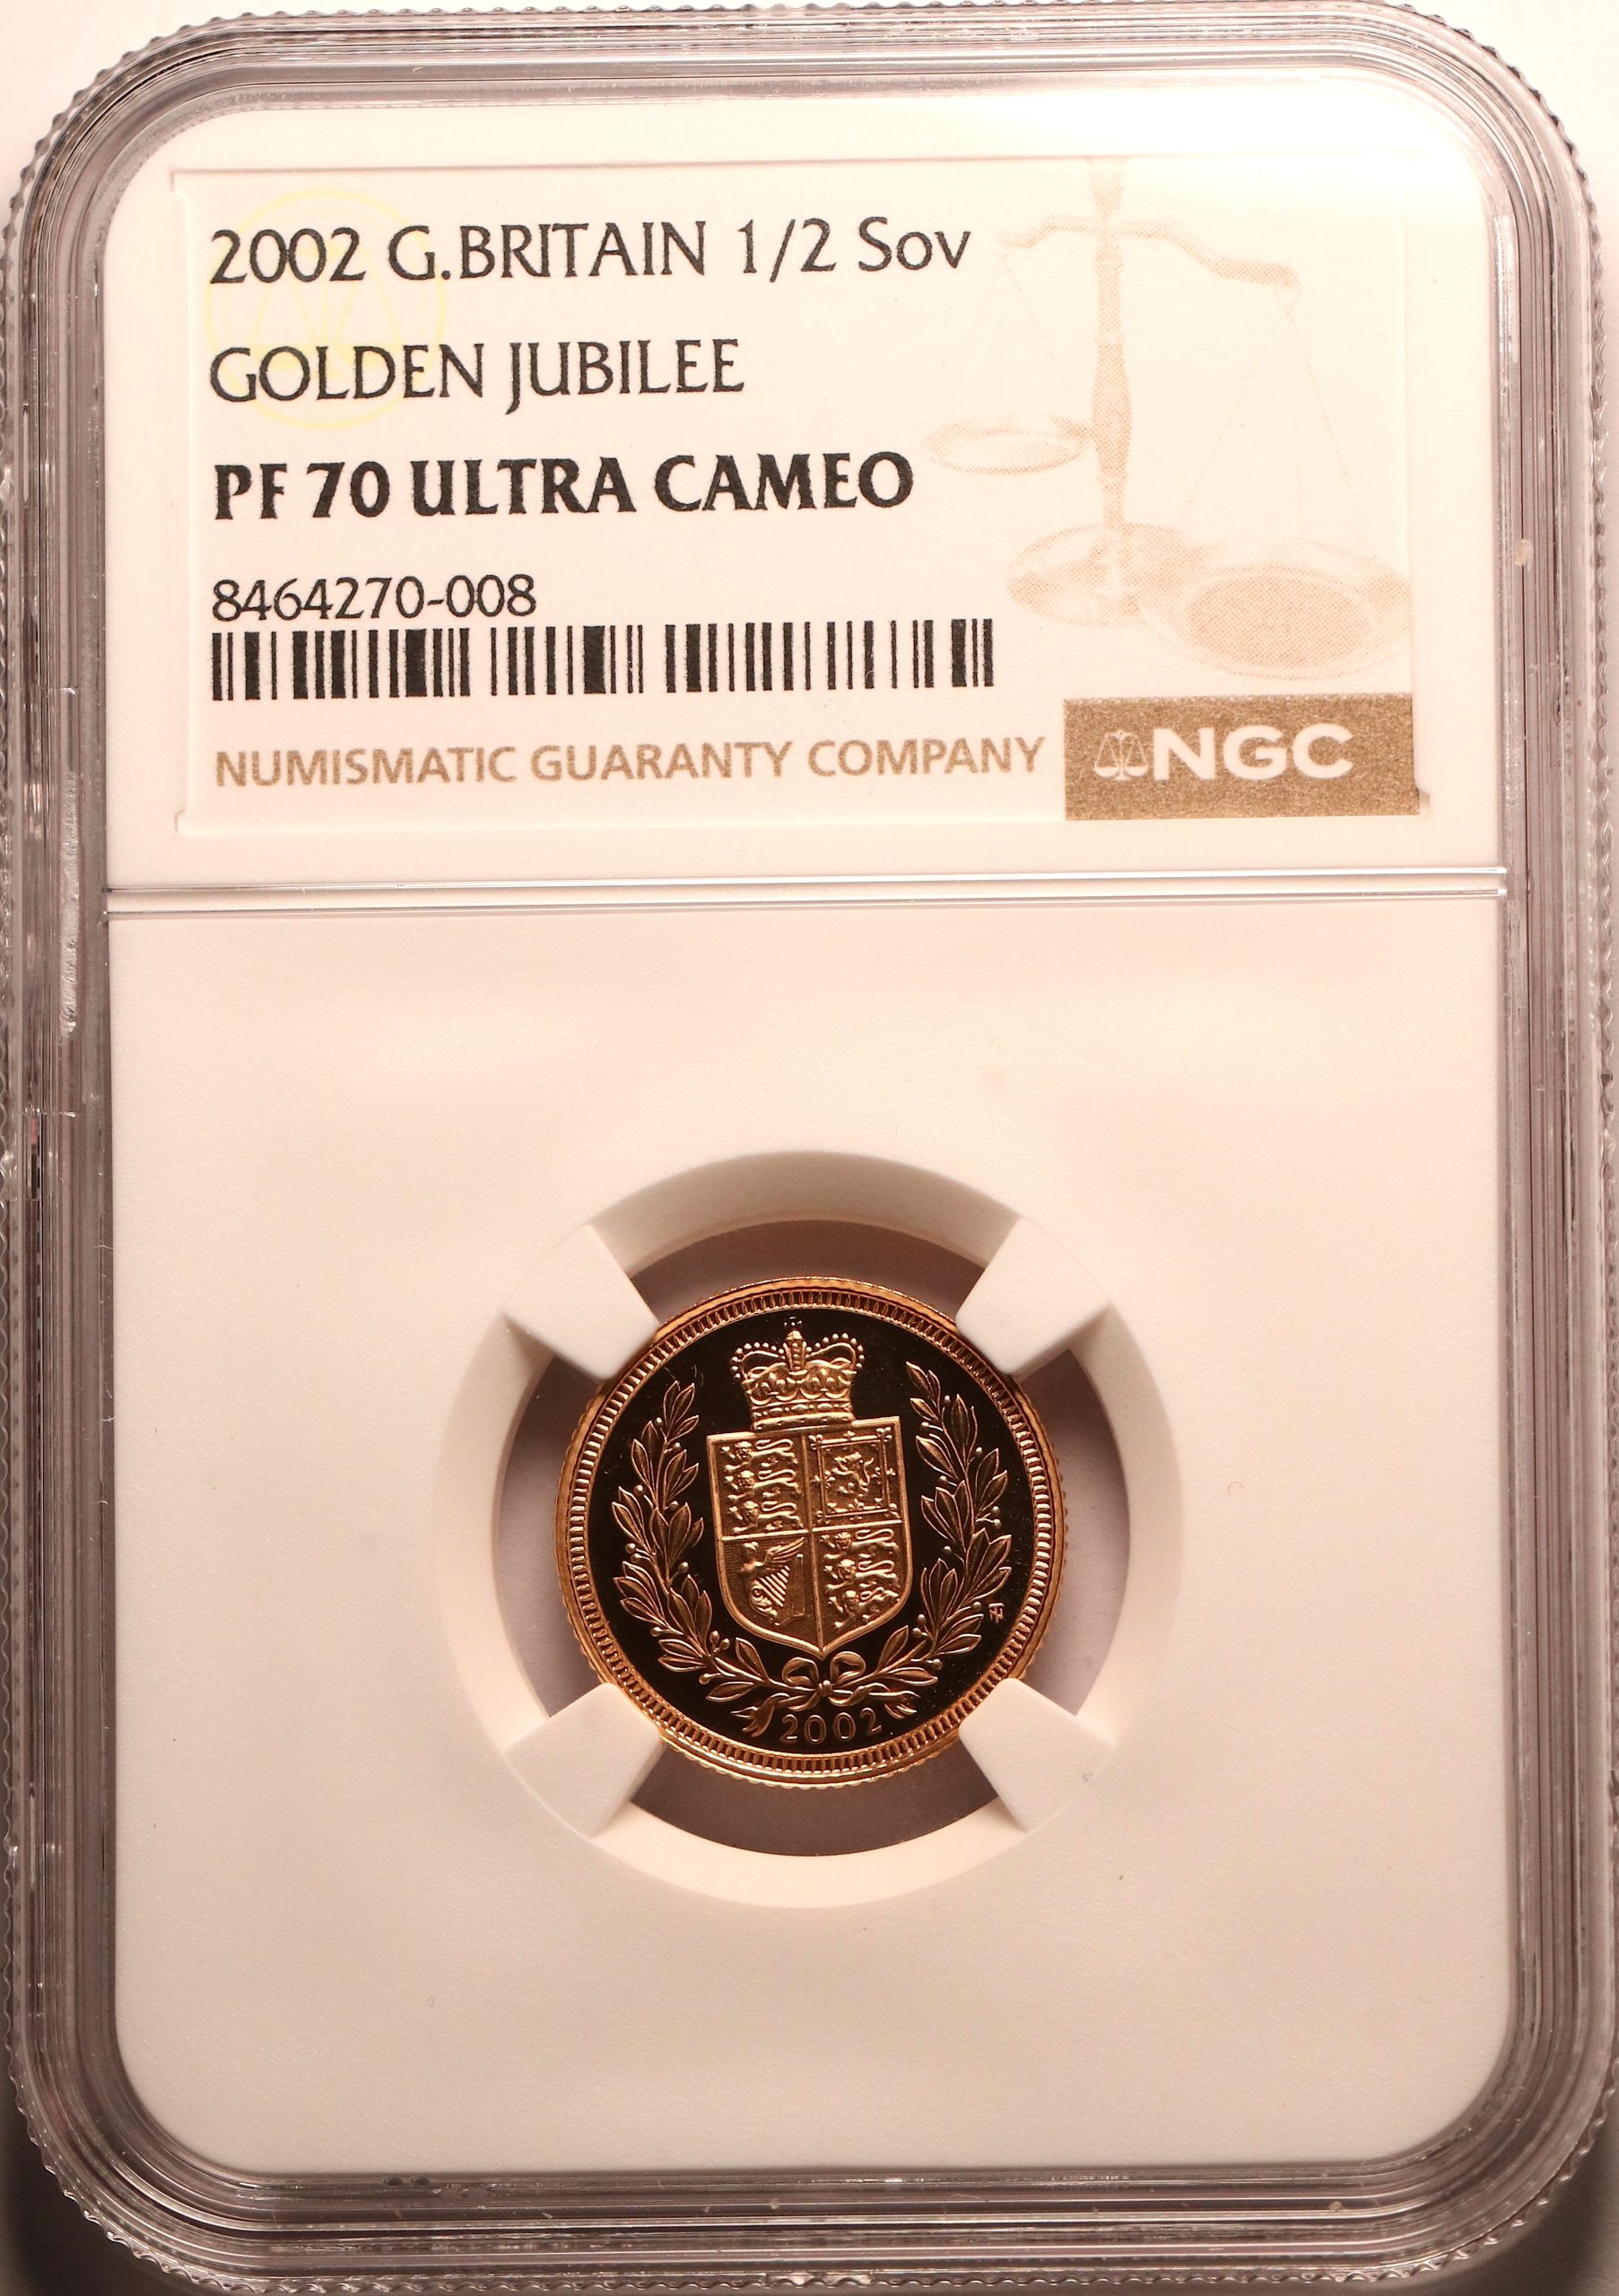 2002 G.BRITAIN 1/2 Sov
GOLDEN JUBILEE
PF 70 ULTRA CAMEO
8464270-008
NUMISMATIC GUARANTY COMPANY
NGC
2002